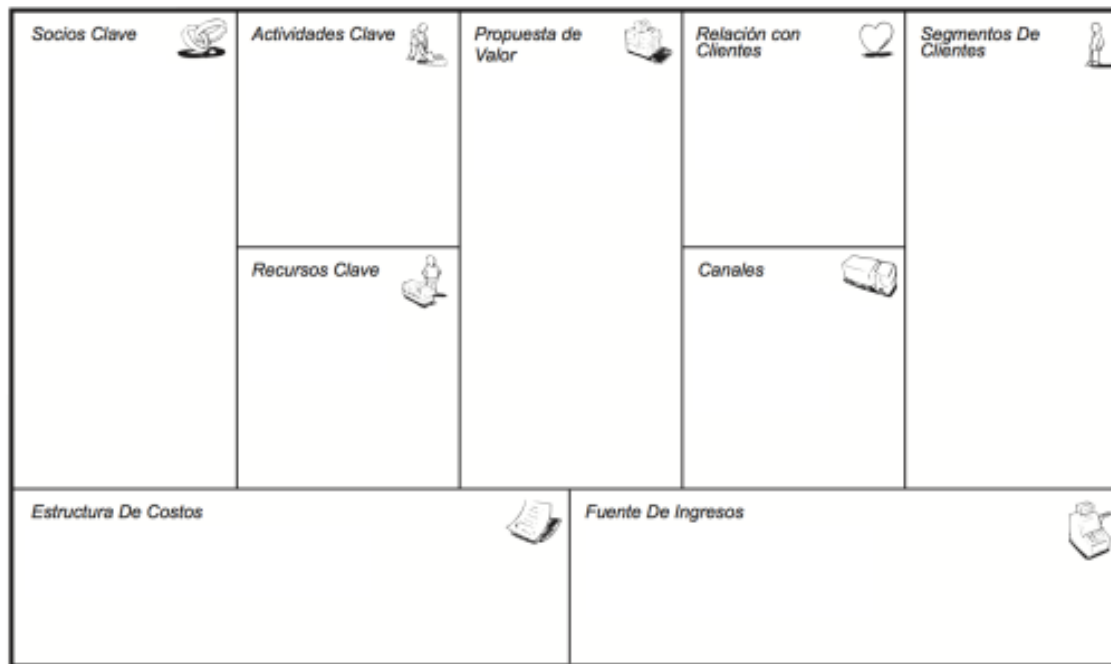 Socios Clave
Actividades Clave
Propuesta de
Valor
Relación con
Clientes
Segmentos De
Clientes
Recursos Clave
Canales
Estructura De Costos
Fuente De Ingresos